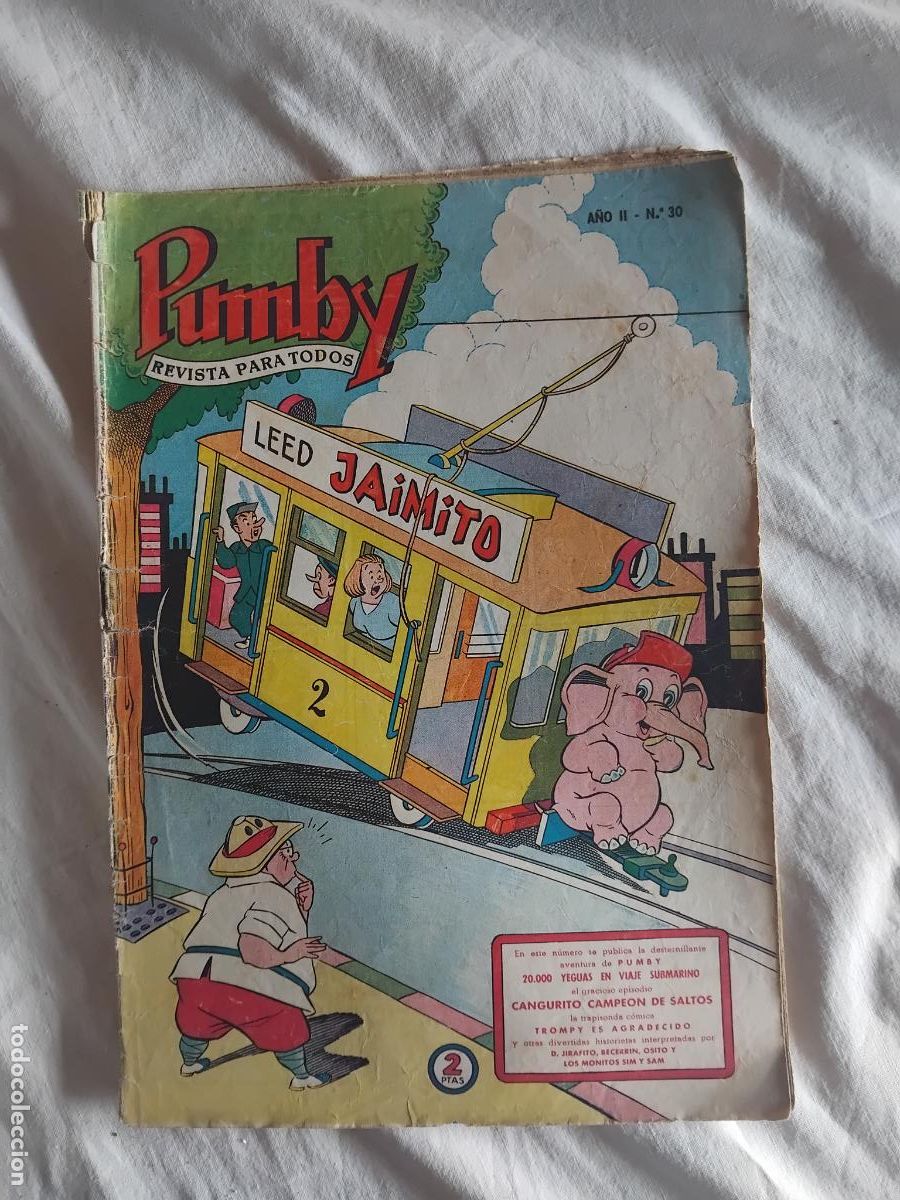 AÑO II - N.º 30
Pumby
REVISTA PARA TODOS
LEED JAiMiTO
2
En este número se publica la desternillante
aventura de PUMBY
20.000 YEGUAS EN VIAJE SUBMARINO
el gracioso episodio
CANGURITO CAMPEON DE SALTOS
la trapisonda cómica
TROMPY ES AGRADECIDO
Y otras divertidas historietas interpretadas por
D. JIRAFITO, BECERRIN, OSITO Y
LOS MONITOS SIM Y SAM
2
PTAS
todocoleccion